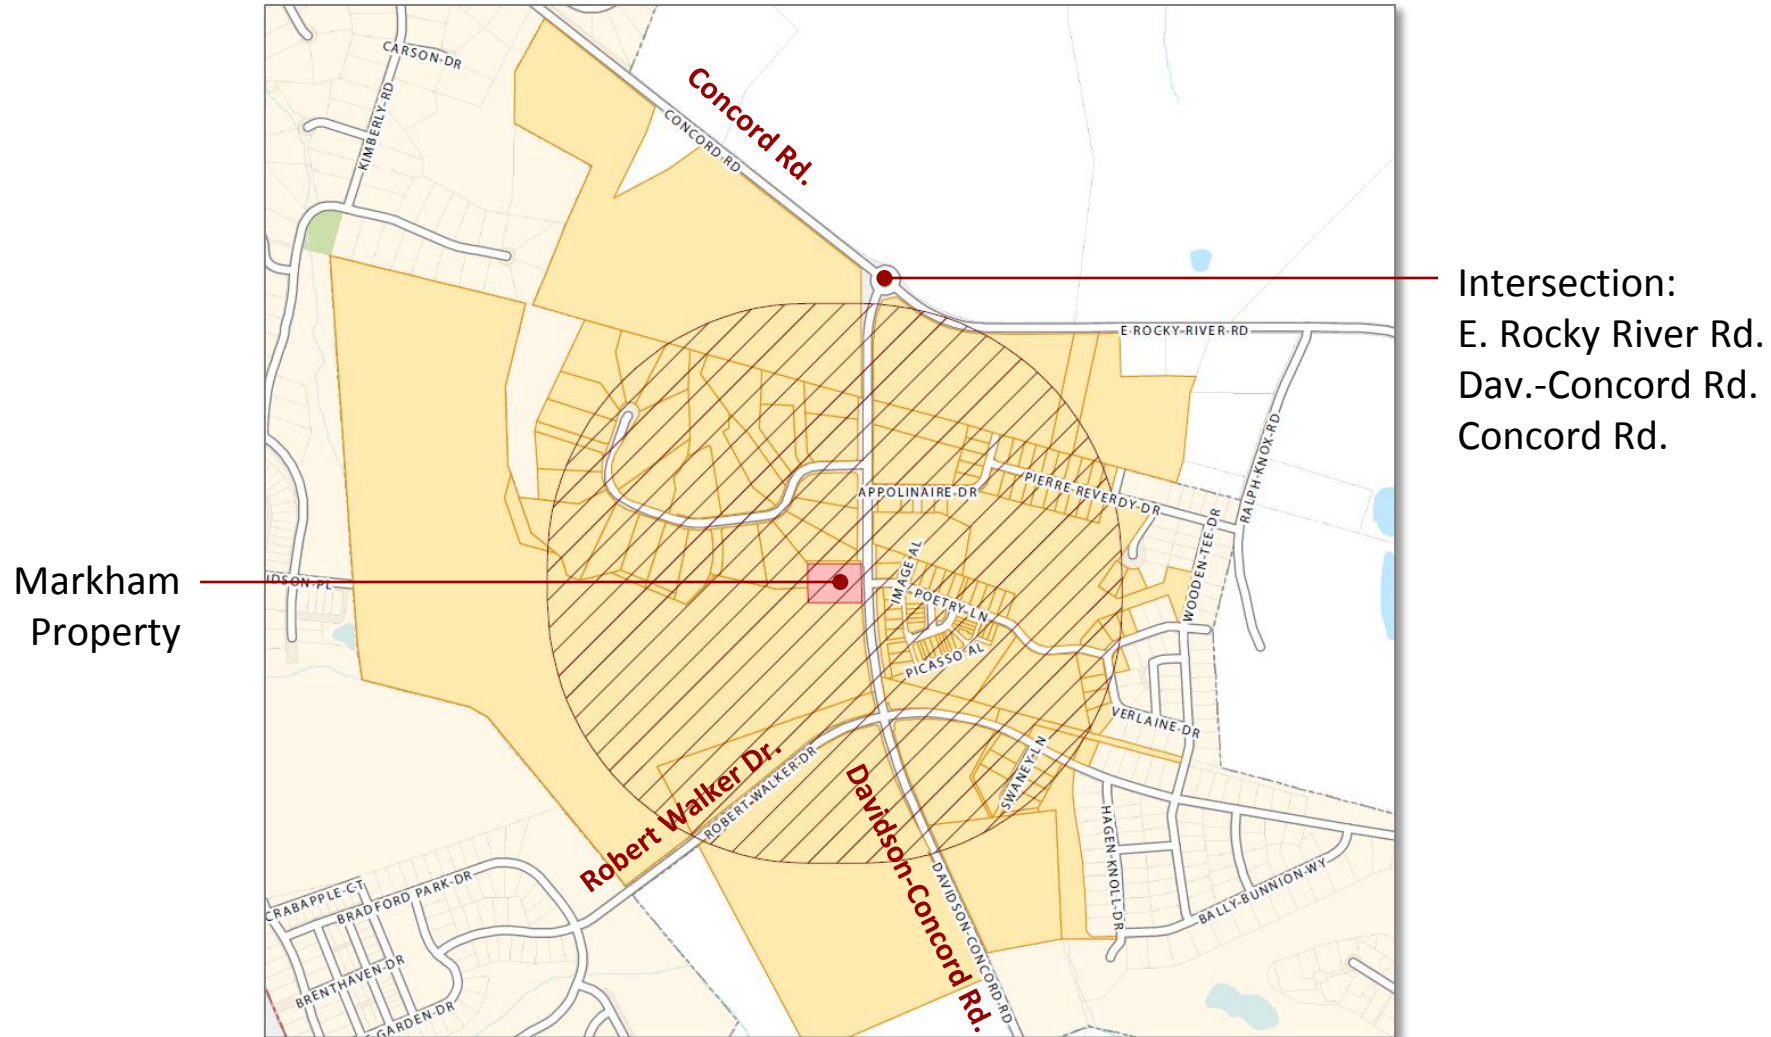 CARSON-DR
KIMBERLY-RD
CONCORD-RD
Concord Rd.
Intersection:
E. Rocky River Rd.
Dav.-Concord Rd.
Concord Rd.
E-ROCKY-RIVER-RD
RALPH-KNOX-RD
APPOLINAIRE-DR
PIERRE-REVERDY-DR
WOODEN-TEE-DR
Markham
Property
IDSON-PL
IMAGE-AL
POETRY-LN
PICASSO AL
VERLAINE-DR
SWANEY-LN
Robert Walker Dr.
ROBERT-WALKER-DR
Davidson-Concord Rd.
DAVIDSON-CONCORD-RD
HAGEN-KNOLL-DR
BALLY-BUNNION-WY
CRABAPPLE-CT
BRADFORD PARK-DR
BRENTHAVEN-DR
GARDEN-DR